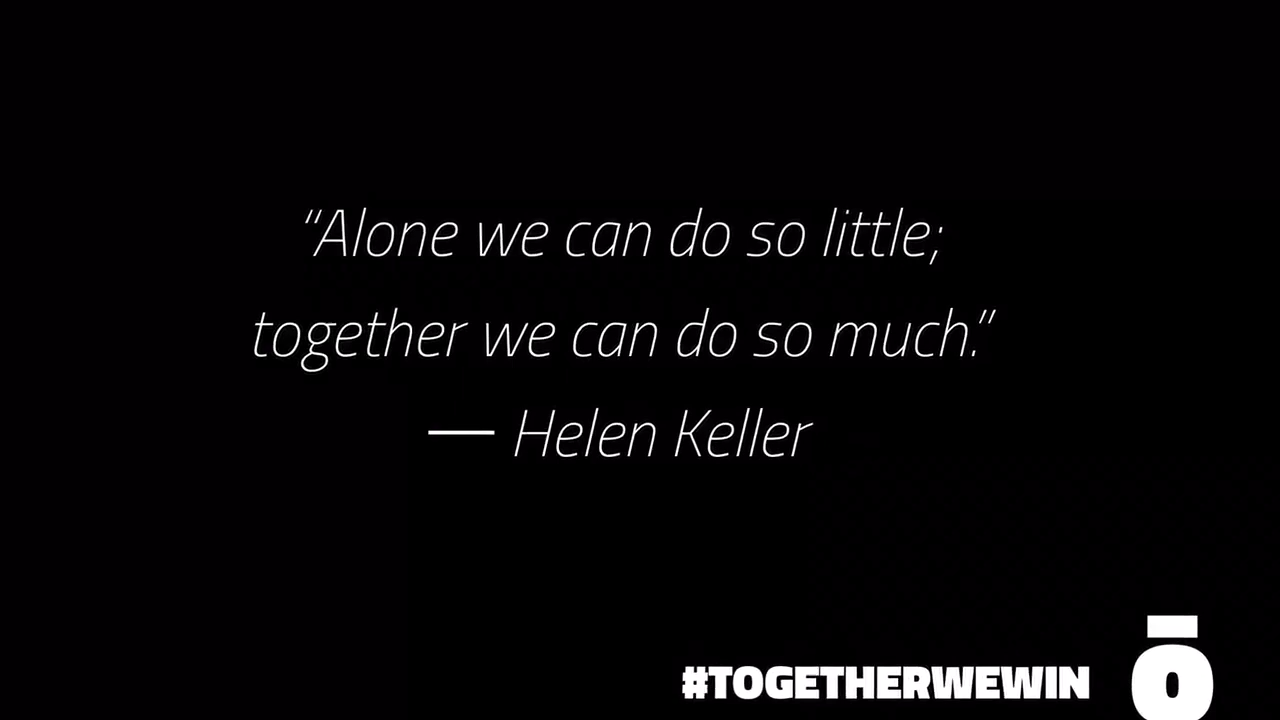 “Alone we can do so little;
together we can do so much.”
— Helen Keller
#TOGETHERWEWIN
Ō